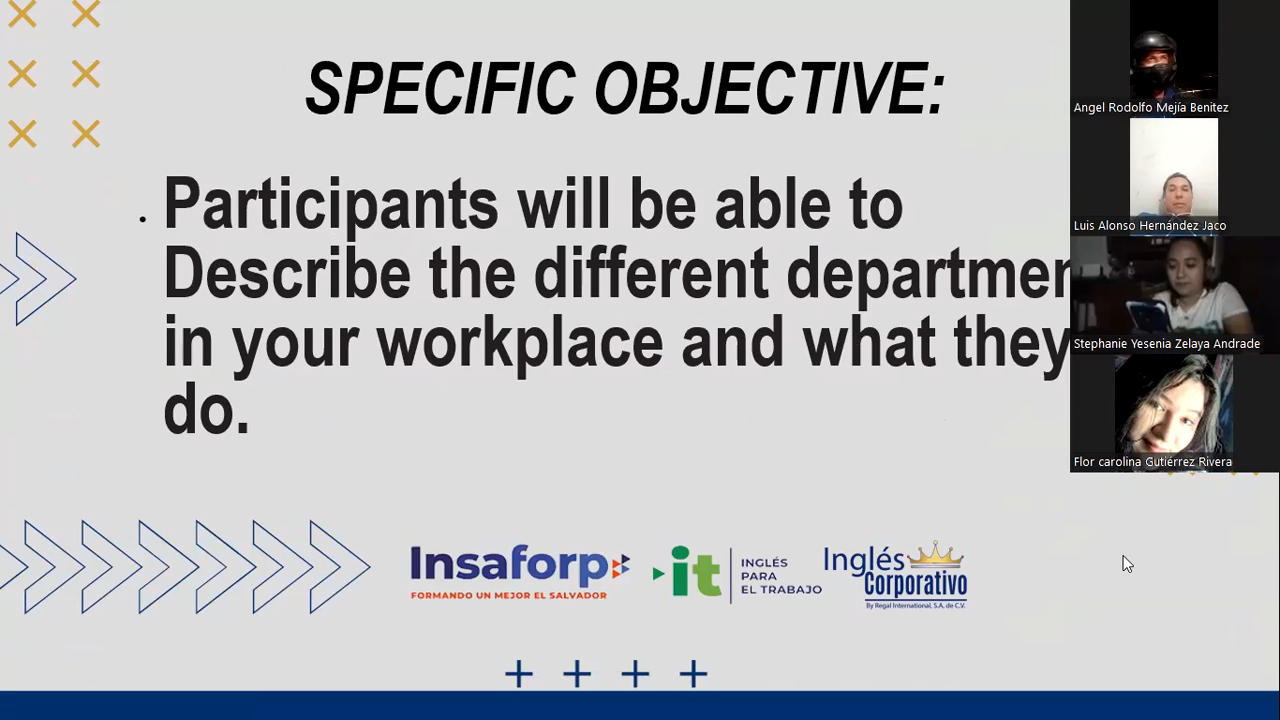 SPECIFIC OBJECTIVE:
• Participants will be able to
Describe the different departmen
in your workplace and what they
do.
Insaforp
FORMANDO UN MEJOR EL SALVADOR
it
INGLÉS
PARA
EL TRABAJO
Inglés
Corporativo
By Regal International, S.A. de C.V.
Angel Rodolfo Mejía Benitez
Luis Alonso Hernández Jaco
Stephanie Yesenia Zelaya Andrade
Flor carolina Gutiérrez Rivera